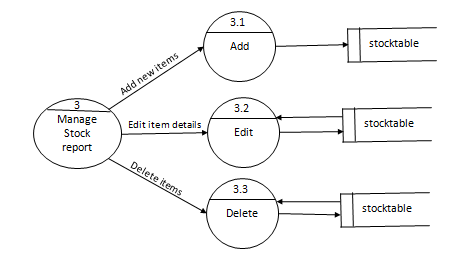 3.1
Add
stocktable
Add new items
3
Manage
Stock
report
Edit item details
3.2
Edit
stocktable
Delete items
3.3
Delete
stocktable